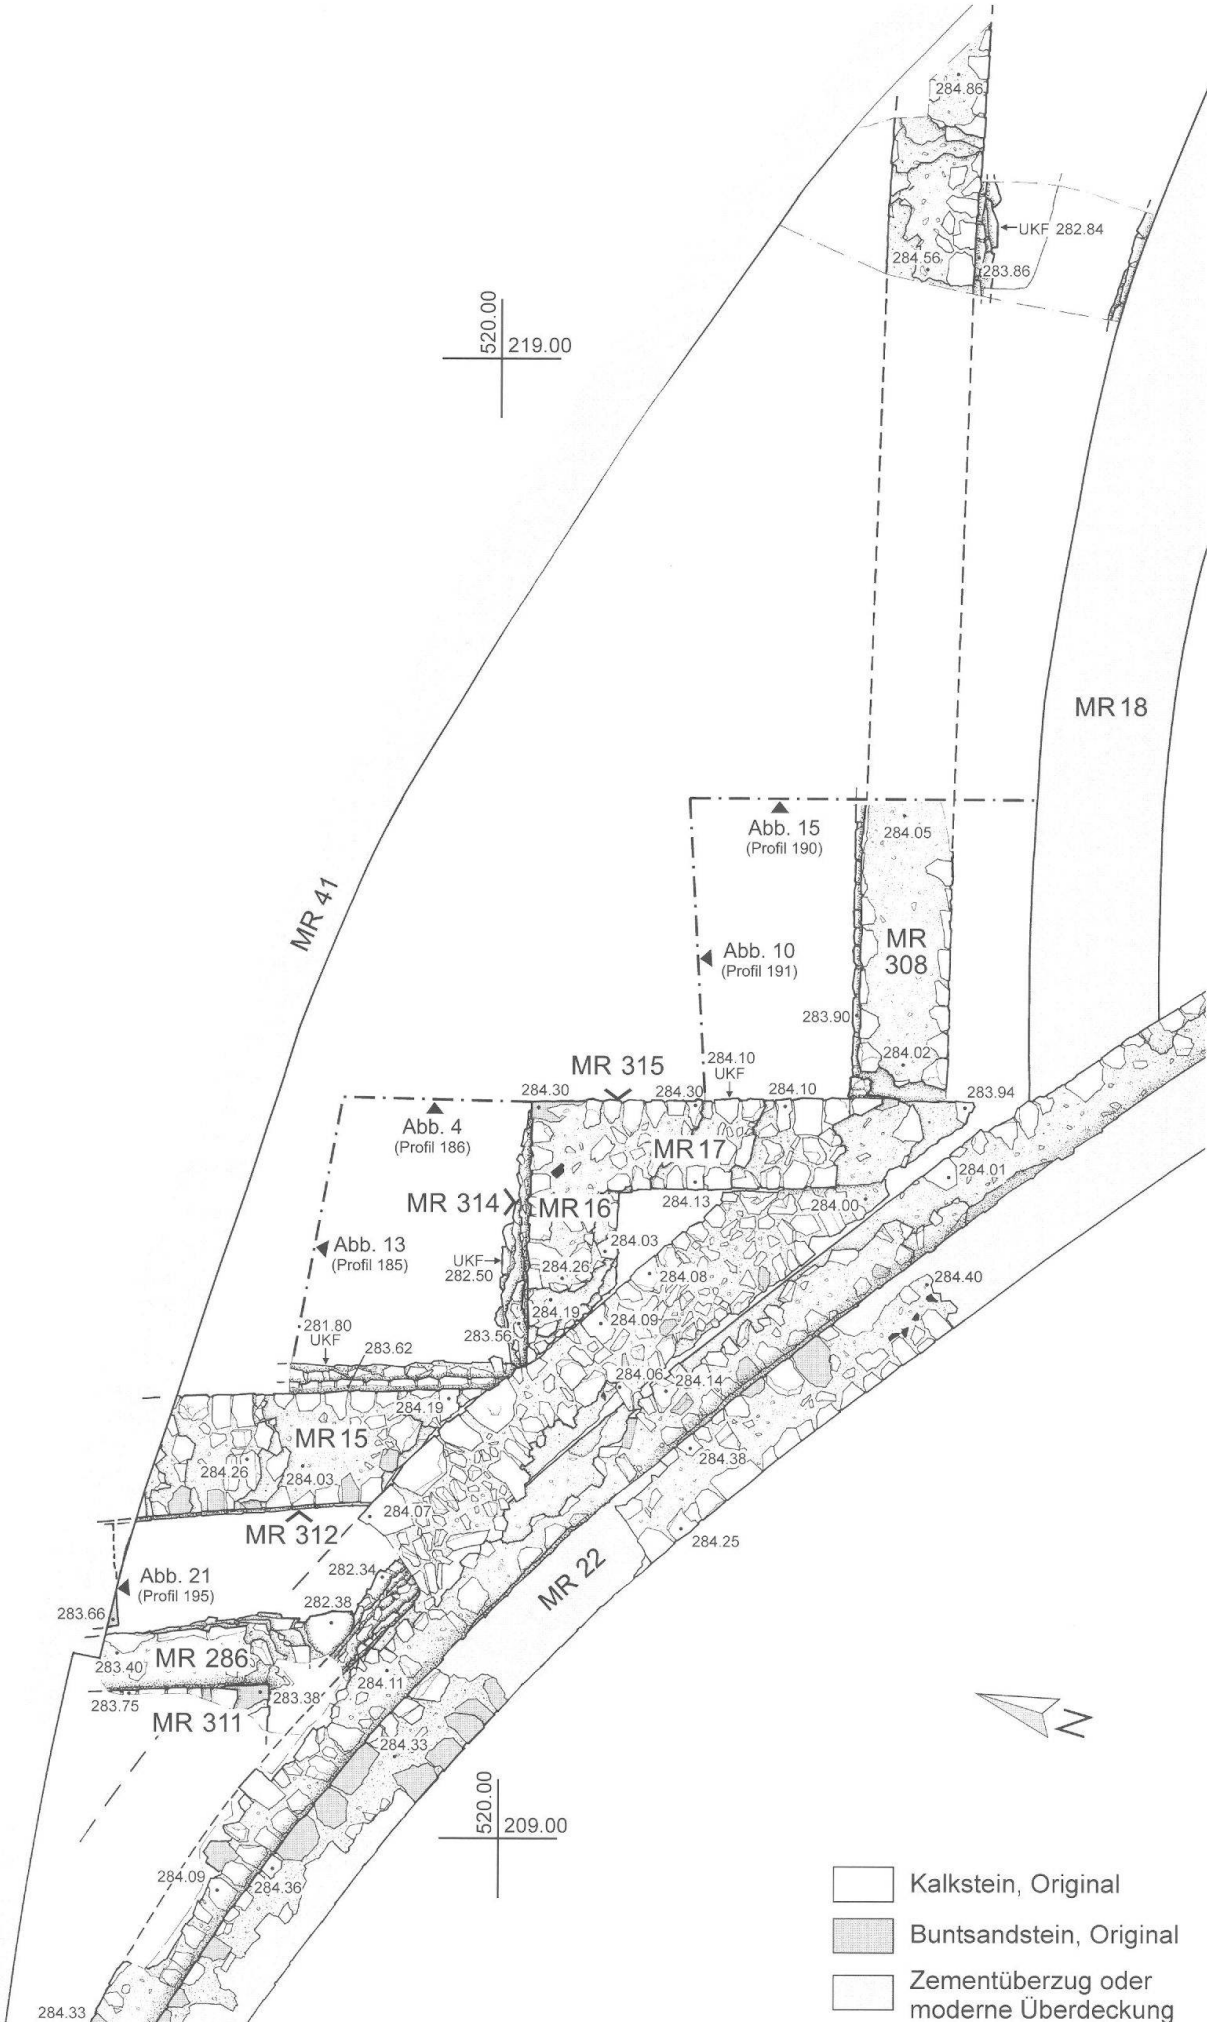 284.86
UKF 282.84
284.56
283.86
520.00
219.00
MR 18
Abb. 15
(Profil 190)
284.05
MR 41
MR
308
Abb. 10
(Profil 191)
283.90
284.02
MR 315
284.10
UKF
284.30
284.30
284.10
283.94
Abb. 4
(Profil 186)
MR 17
284.01
MR 314
MR 16
284.13
284.00
Abb. 13
(Profil 185)
UKF
282.50
284.03
284.26
284.08
284.40
284.19
284.09
281.80
UKF
283.56
283.62
284.06
284.14
284.19
MR 15
284.26
284.03
284.38
284.07
MR 312
284.25
282.34
MR 22
Abb. 21
(Profil 195)
282.38
283.66
MR 286
283.40
284.11
283.75
283.38
MR 311
284.33
N
520.00
209.00
284.09
284.36
Kalkstein, Original
Buntsandstein, Original
Zementüberzug oder
moderne Überdeckung
284.33